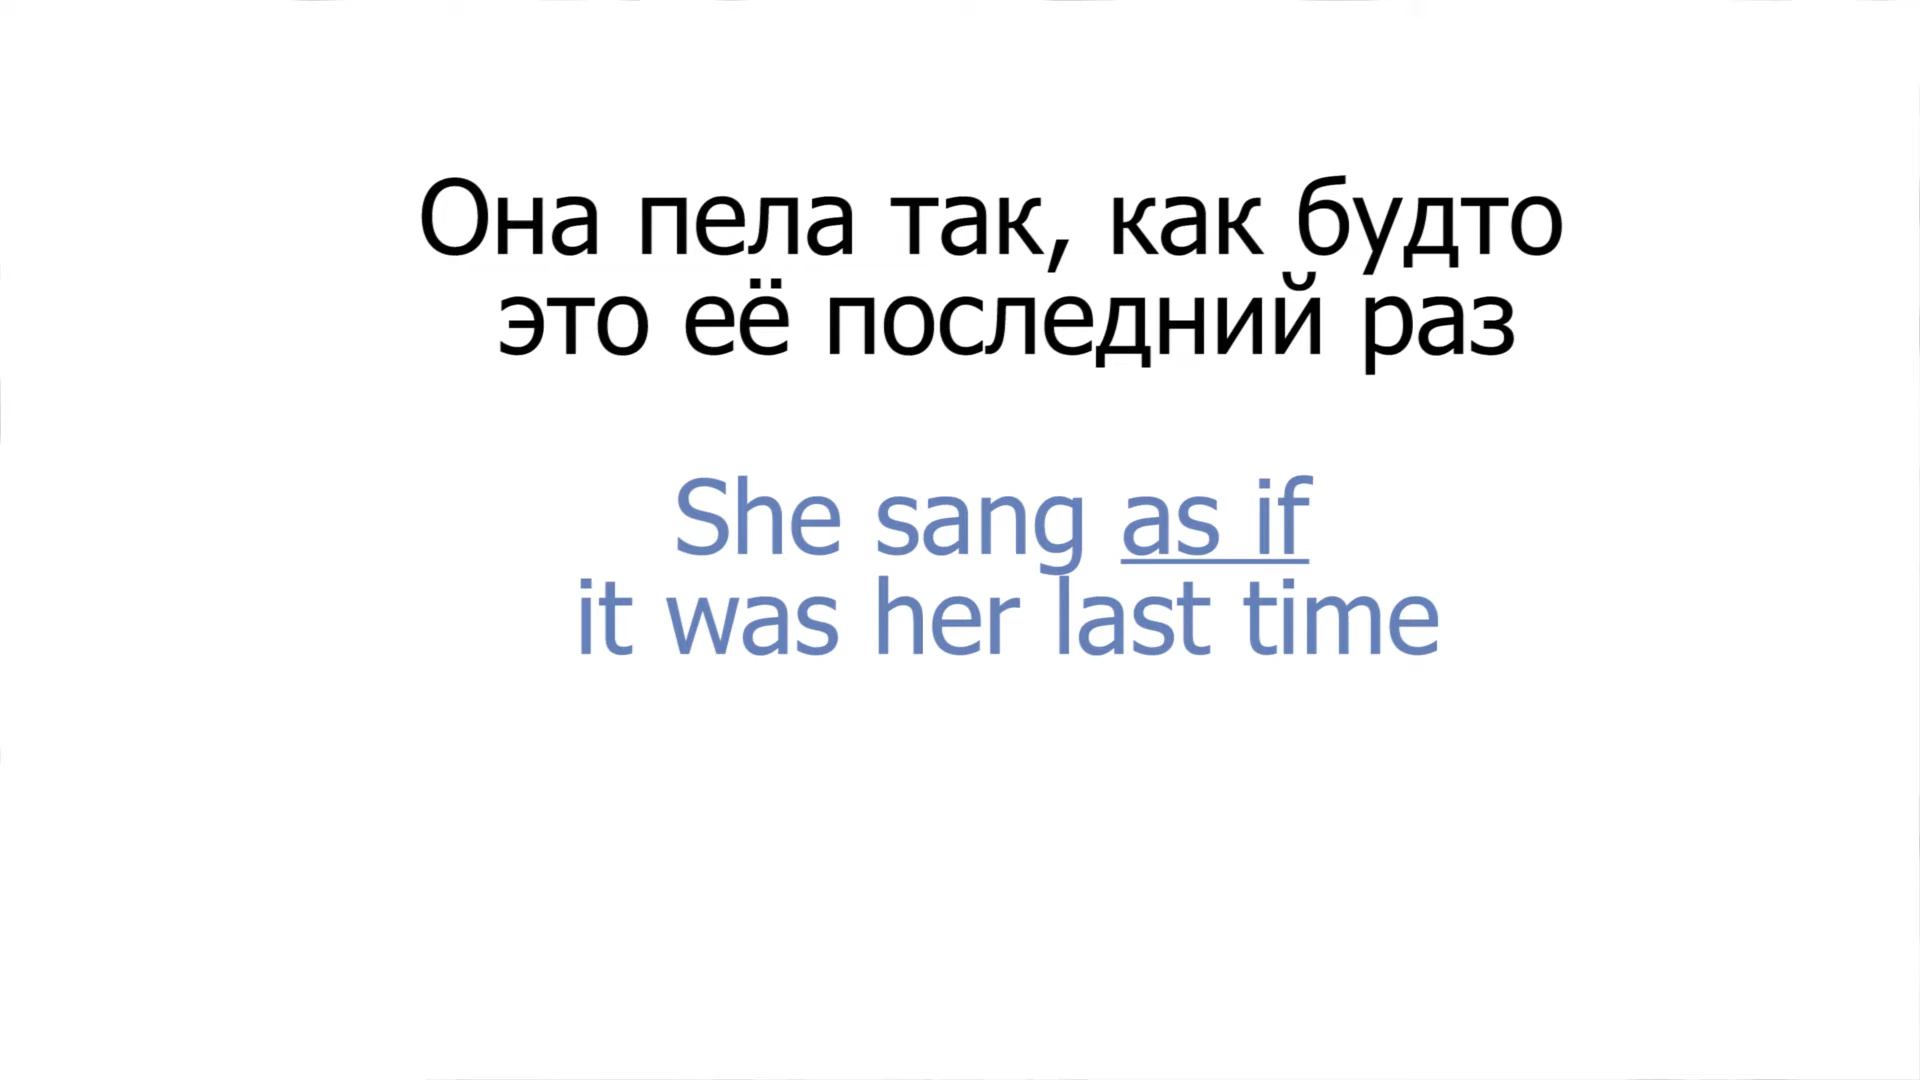 Она пела так, как будто
это её последний раз
She sang as if
it was her last time